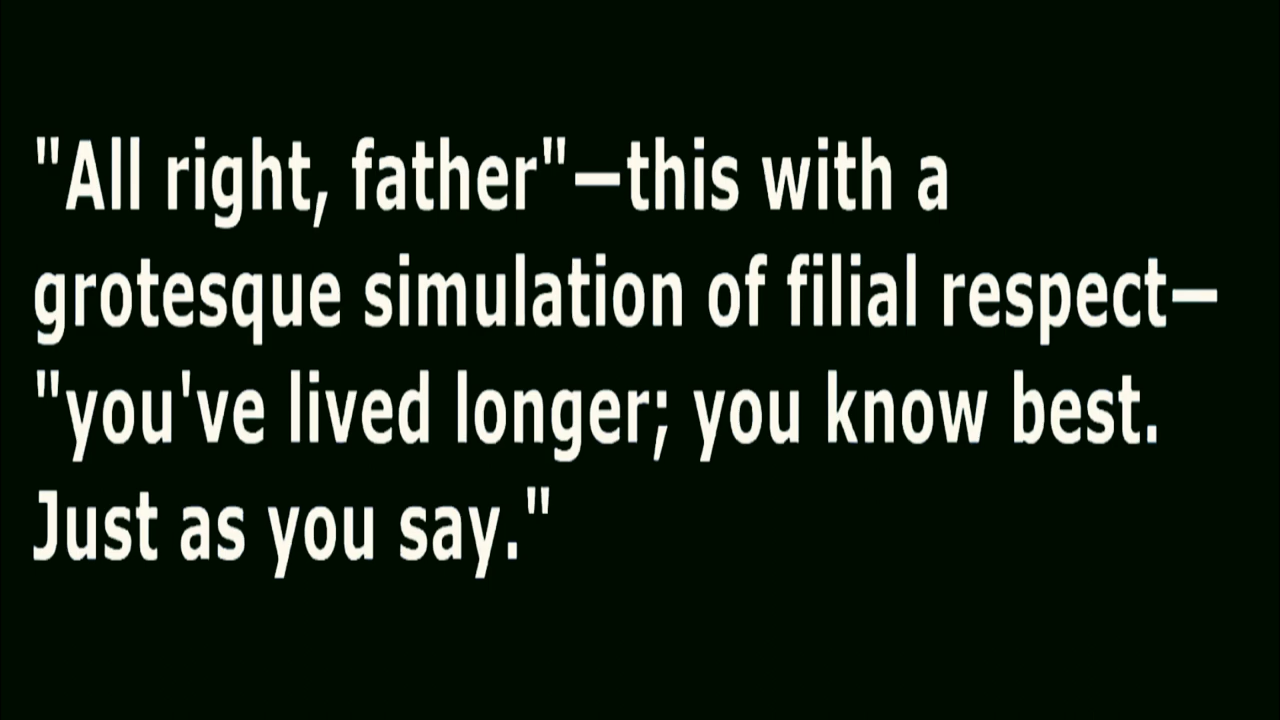 "All right, father"—this with a
grotesque simulation of filial respect—
"you've lived longer; you know best.
Just as you say."